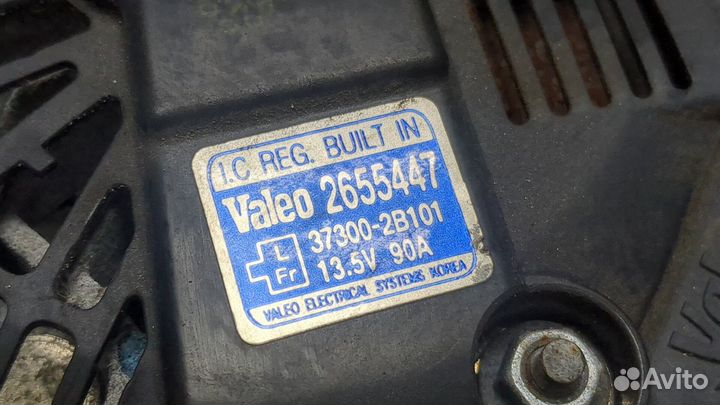 I.C REG. BUILT IN
Valeo 2655447
37300-2B101
L
Fr
13.5V 90A
VALEO ELECTRICAL SYSTEMS KOREA
Avito